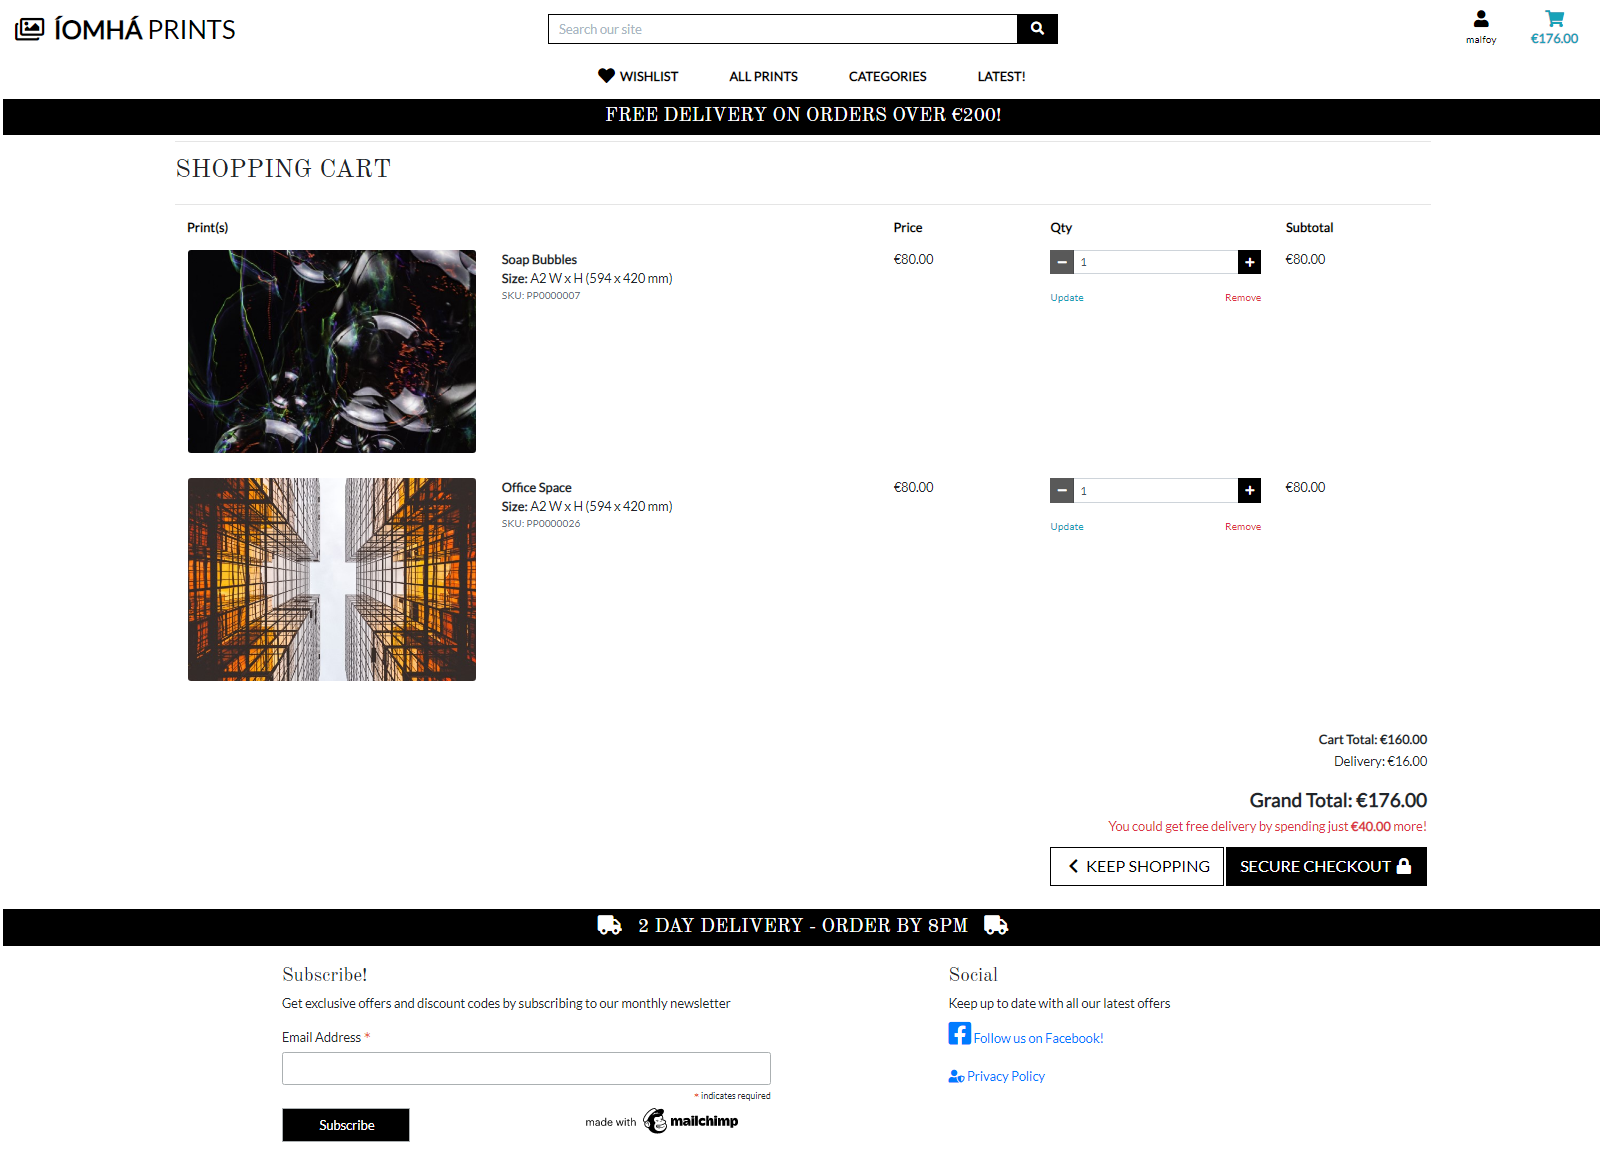 ÍOMHÁ PRINTS
Search our site
malfoy
€176.00
WISHLIST
ALL PRINTS
CATEGORIES
LATEST!
FREE DELIVERY ON ORDERS OVER €200!
SHOPPING CART
Print(s)
Price
Qty
Subtotal
Soap Bubbles
Size: A2 W x H (594 x 420 mm)
SKU: PP0000007
€80.00
1
Update
Remove
€80.00
Office Space
Size: A2 W x H (594 x 420 mm)
SKU: PP0000026
€80.00
1
Update
Remove
€80.00
Cart Total: €160.00
Delivery: €16.00
Grand Total: €176.00
You could get free delivery by spending just €40.00 more!
KEEP SHOPPING
SECURE CHECKOUT
2 DAY DELIVERY - ORDER BY 8PM
Subscribe!
Get exclusive offers and discount codes by subscribing to our monthly newsletter
Email Address *
* indicates required
Subscribe
made with mailchimp
Social
Keep up to date with all our latest offers
Follow us on Facebook!
Privacy Policy